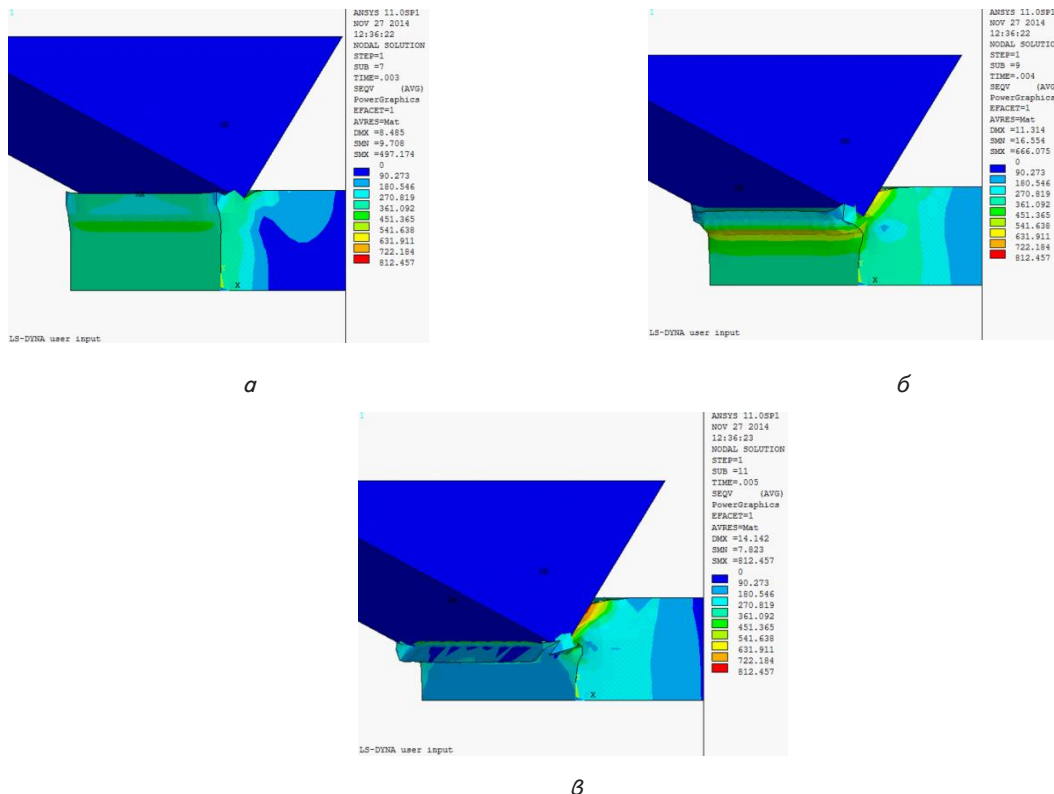 1
ANSYS 11.0SP1
NOV 27 2014
12:36:22
NODAL SOLUTION
STEP=1
SUB =7
TIME=.003
SEQV (AVG)
PowerGraphics
EFACET=1
AVRES=Mat
DMX =8.485
SMN =9.708
SMX =497.174
0
90.273
180.546
270.819
361.092
451.365
541.638
631.911
722.184
812.457
X
LS-DYNA user input
а
1
ANSYS 11.0SP1
NOV 27 2014
12:36:22
NODAL SOLUTION
STEP=1
SUB =9
TIME=.004
SEQV (AVG)
PowerGraphics
EFACET=1
AVRES=Mat
DMX =11.314
SMN =16.554
SMX =666.075
0
90.273
180.546
270.819
361.092
451.365
541.638
631.911
722.184
812.457
X
LS-DYNA user input
б
1
ANSYS 11.0SP1
NOV 27 2014
12:36:23
NODAL SOLUTION
STEP=1
SUB =11
TIME=.005
SEQV (AVG)
PowerGraphics
EFACET=1
AVRES=Mat
DMX =14.142
SMN =7.823
SMX =812.457
0
90.273
180.546
270.819
361.092
451.365
541.638
631.911
722.184
812.457
X
LS-DYNA user input
в